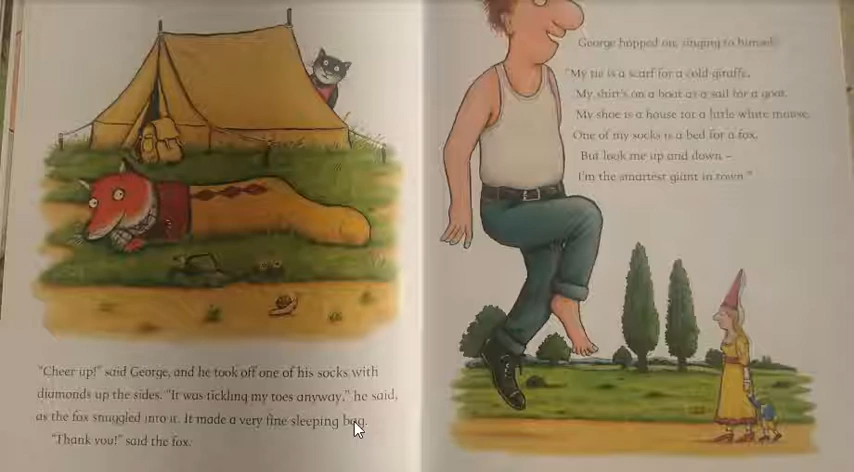 "Cheer up!" said George, and he took off one of his socks with
diamonds up the sides. "It was tickling my toes anyway," he said,
as the fox snuggled into it. It made a very fine sleeping bag.
"Thank you!" said the fox.
George hopped on, singing to himself:
"My tie is a scarf for a cold giraffe,
My shirt's on a boat as a sail for a goat,
My shoe is a house for a little white mouse,
One of my socks is a bed for a fox,
But look me up and down –
I'm the smartest giant in town."